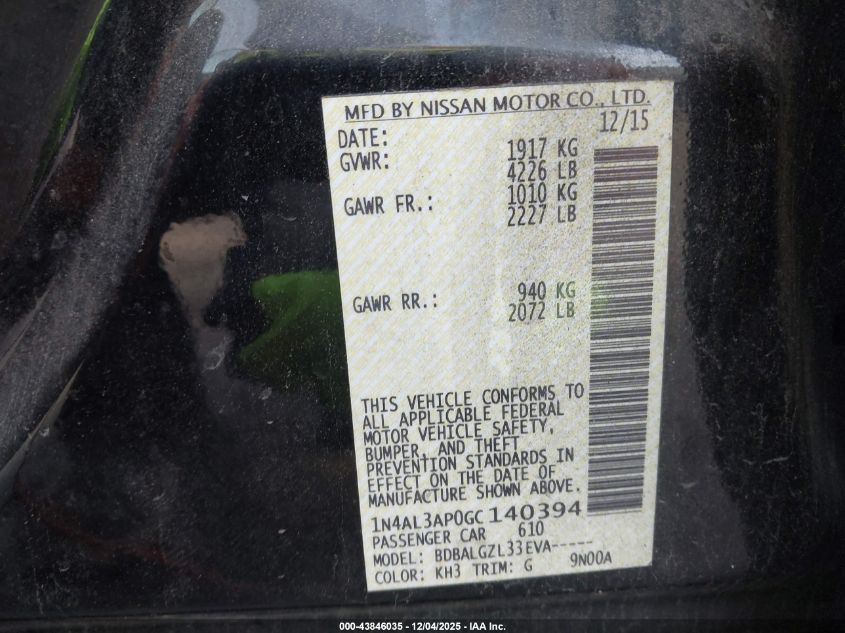 MFD BY NISSAN MOTOR CO., LTD.
DATE: 12/15
GVWR: 1917 KG
4226 LB
GAWR FR.: 1010 KG
2227 LB
GAWR RR.: 940 KG
2072 LB
THIS VEHICLE CONFORMS TO
ALL APPLICABLE FEDERAL
MOTOR VEHICLE SAFETY,
BUMPER, AND THEFT
PREVENTION STANDARDS IN
EFFECT ON THE DATE OF
MANUFACTURE SHOWN ABOVE.
1N4AL3AP0GC140394
PASSENGER CAR 610
MODEL: BDBALGZL33EVA-----
COLOR: KH3 TRIM: G 9N00A
000-43846035 - 12/04/2025 - IAA Inc.